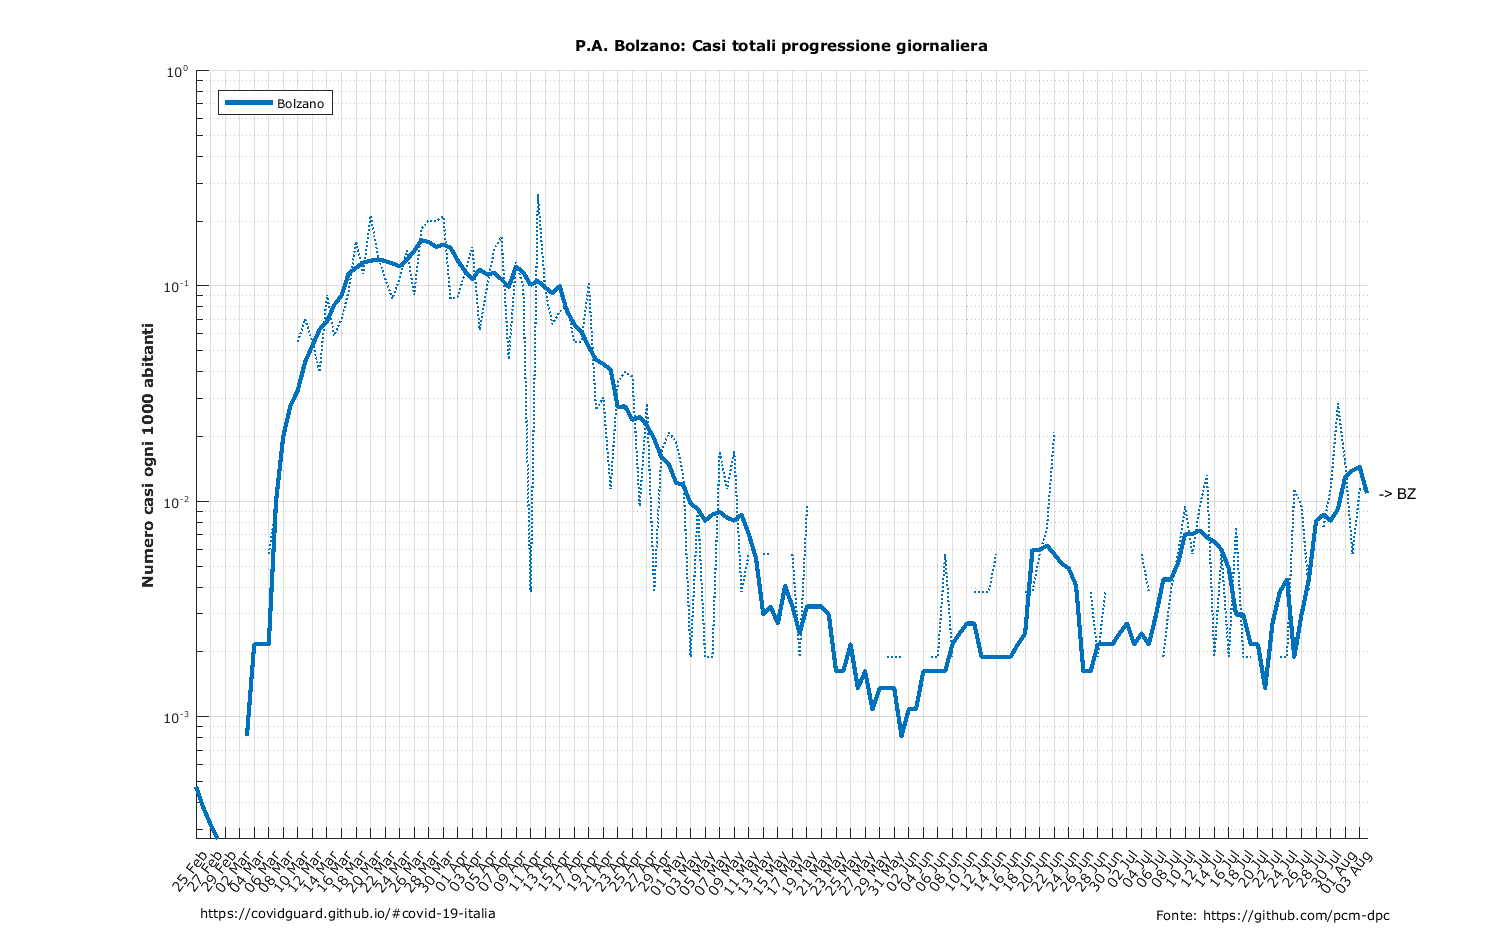 P.A. Bolzano: Casi totali progressione giornaliera
Bolzano
10⁰
10⁻¹
10⁻²
10⁻³
Numero casi ogni 1000 abitanti
-> BZ
25 Feb
27 Feb
29 Feb
02 Mar
04 Mar
06 Mar
08 Mar
10 Mar
12 Mar
14 Mar
16 Mar
18 Mar
20 Mar
22 Mar
24 Mar
26 Mar
28 Mar
30 Mar
01 Apr
03 Apr
05 Apr
07 Apr
09 Apr
11 Apr
13 Apr
15 Apr
17 Apr
19 Apr
21 Apr
23 Apr
25 Apr
27 Apr
29 Apr
01 May
03 May
05 May
07 May
09 May
11 May
13 May
15 May
17 May
19 May
21 May
23 May
25 May
27 May
29 May
31 May
02 Jun
04 Jun
06 Jun
08 Jun
10 Jun
12 Jun
14 Jun
16 Jun
18 Jun
20 Jun
22 Jun
24 Jun
26 Jun
28 Jun
30 Jun
02 Jul
04 Jul
06 Jul
08 Jul
10 Jul
12 Jul
14 Jul
16 Jul
18 Jul
20 Jul
22 Jul
24 Jul
26 Jul
28 Jul
30 Jul
01 Aug
03 Aug
https://covidguard.github.io/#covid-19-italia
Fonte: https://github.com/pcm-dpc